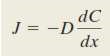 J = −D dC/dx